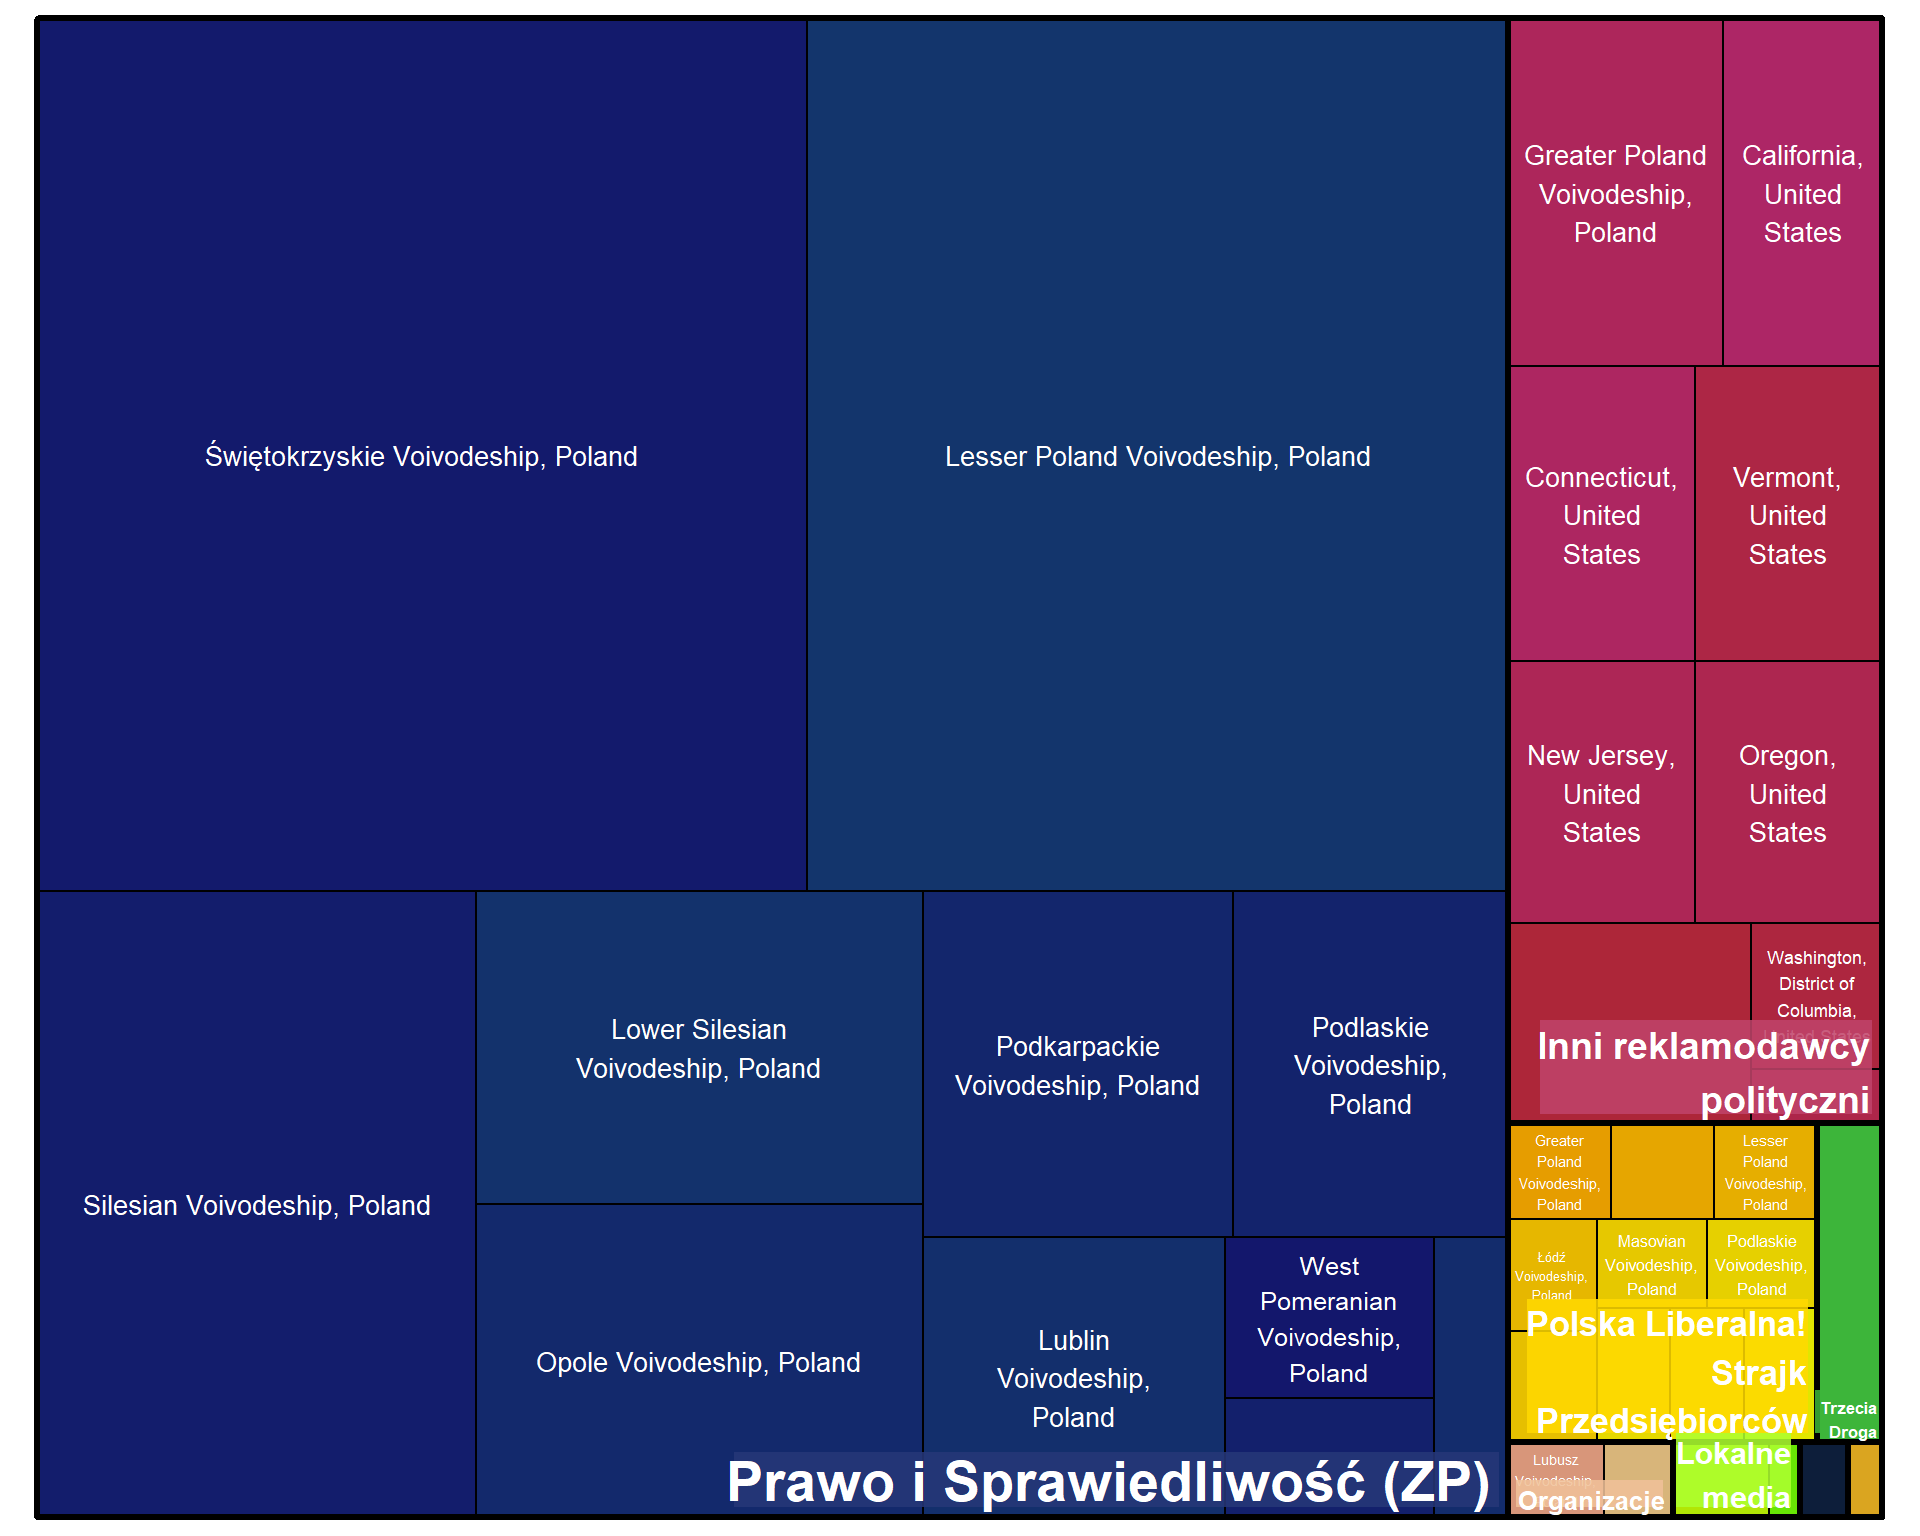 Świętokrzyskie Voivodeship, Poland
Lesser Poland Voivodeship, Poland
Silesian Voivodeship, Poland
Lower Silesian
Voivodeship, Poland
Opole Voivodeship, Poland
Podkarpackie
Voivodeship, Poland
Podlaskie
Voivodeship,
Poland
Lublin
Voivodeship,
Poland
West
Pomeranian
Voivodeship,
Poland
Prawo i Sprawiedliwość (ZP)
Greater Poland
Voivodeship,
Poland
California,
United
States
Connecticut,
United
States
Vermont,
United
States
New Jersey,
United
States
Oregon,
United
States
Washington,
District of
Columbia,
United States
Inni reklamodawcy
polityczni
Greater
Poland
Voivodeship,
Poland
Lesser
Poland
Voivodeship,
Poland
Łódź
Voivodeship,
Poland
Masovian
Voivodeship,
Poland
Podlaskie
Voivodeship,
Poland
Polska Liberalna!
Strajk
Przedsiębiorców
Trzecia
Droga
Lubusz
Voivodeship,
Organizacje
Lokalne
media